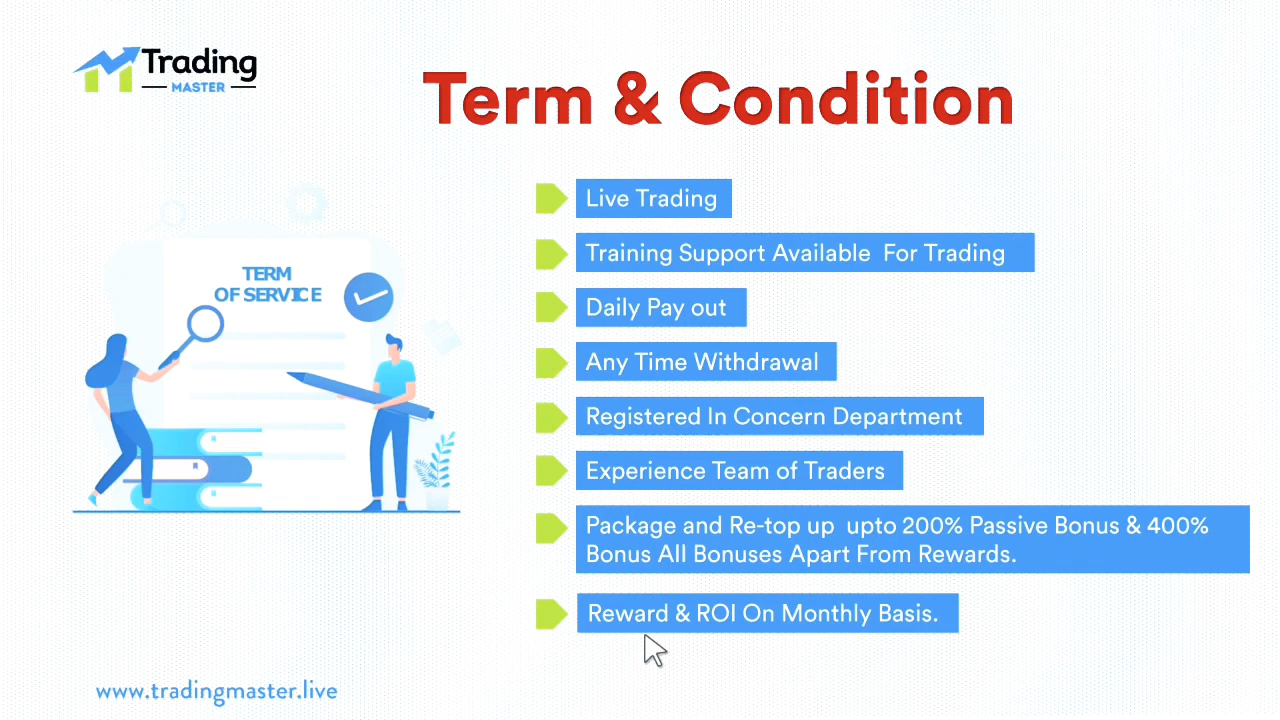 Trading
MASTER
Term & Condition
TERM
OF SERVICE
Live Trading
Training Support Available For Trading
Daily Pay out
Any Time Withdrawal
Registered In Concern Department
Experience Team of Traders
Package and Re-top up upto 200% Passive Bonus & 400%
Bonus All Bonuses Apart From Rewards.
Reward & ROI On Monthly Basis.
www.tradingmaster.live